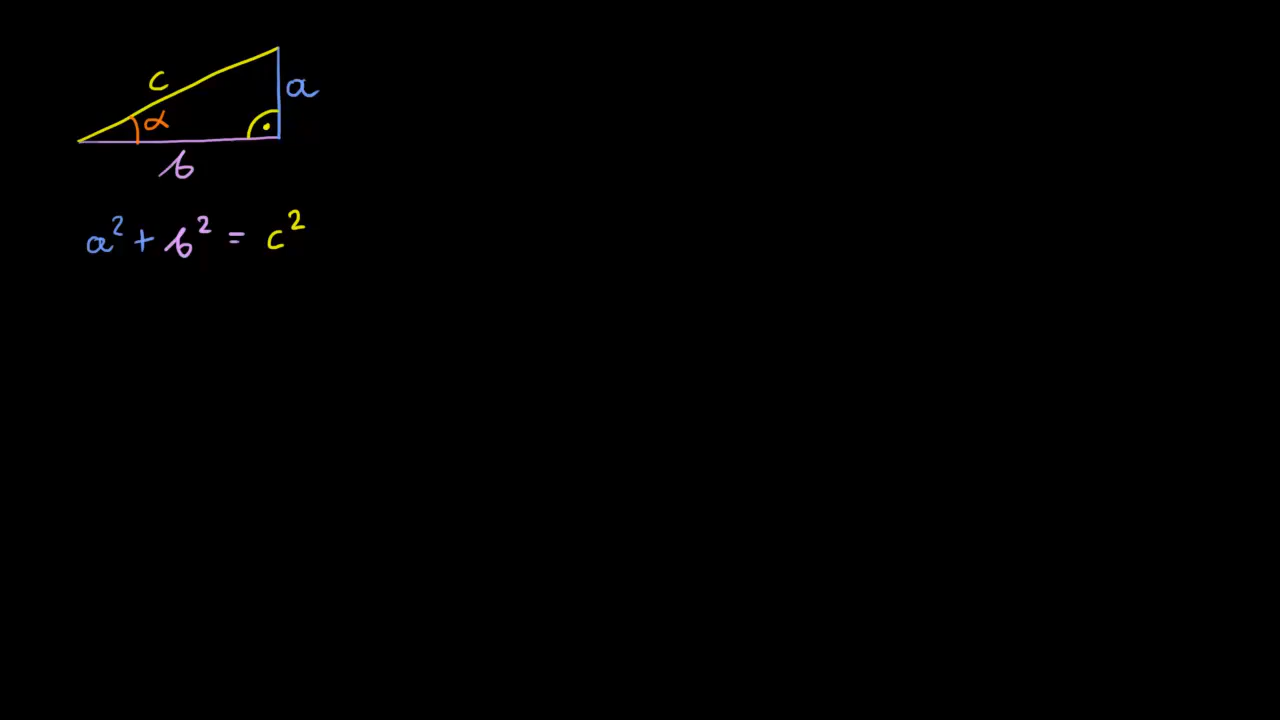 c
a
α
b
a² + b² = c²